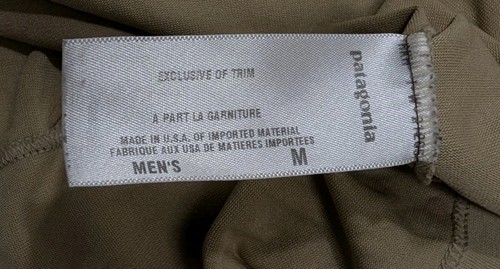 EXCLUSIVE OF TRIM
A PART LA GARNITURE
MADE IN U.S.A. OF IMPORTED MATERIAL
FABRIQUE AUX USA DE MATIERES IMPORTEES
MEN'S M
patagonia